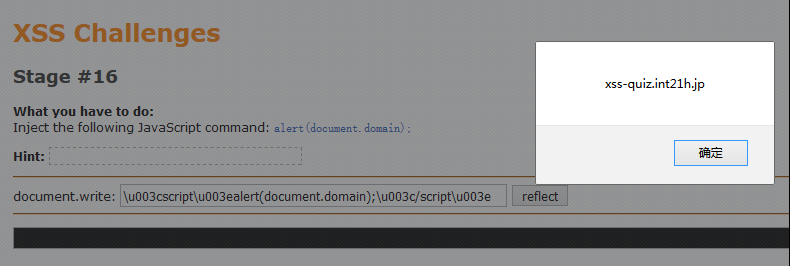 XSS Challenges
Stage #16
What you have to do:
Inject the following JavaScript command: alert(document.domain);
Hint:
document.write: \u003cscript\u003ealert(document.domain);\u003c/script\u003e reflect
xss-quiz.int21h.jp
确定